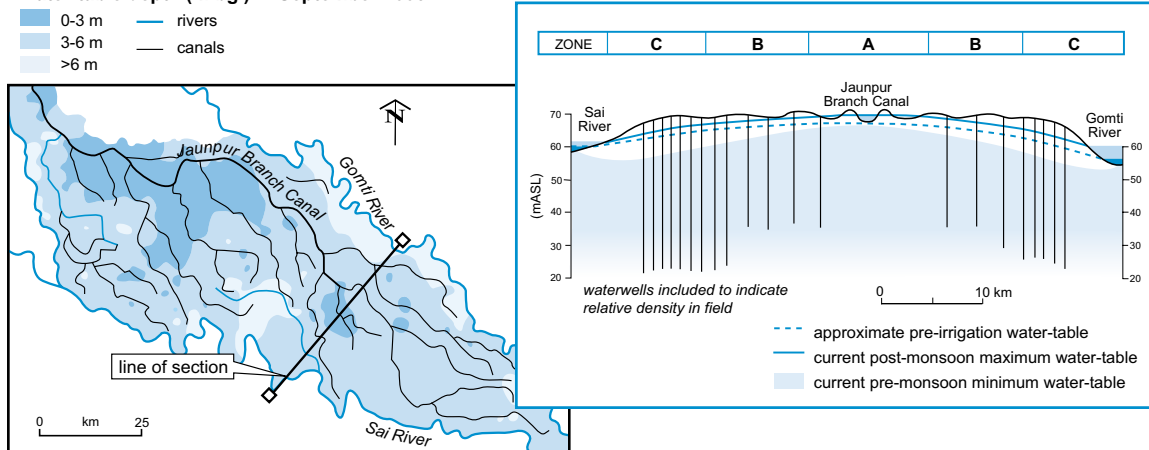 0-3 m
rivers
3-6 m
canals
>6 m
N
Jaunpur Branch Canal
Gomti River
line of section
0 km 25
Sai River
ZONE C B A B C
Jaunpur
Branch Canal
Sai
River
Gomti
River
70
60
50
40
30
20
(mASL)
60
50
40
30
20
waterwells included to indicate
relative density in field
0 10 km
approximate pre-irrigation water-table
current post-monsoon maximum water-table
current pre-monsoon minimum water-table